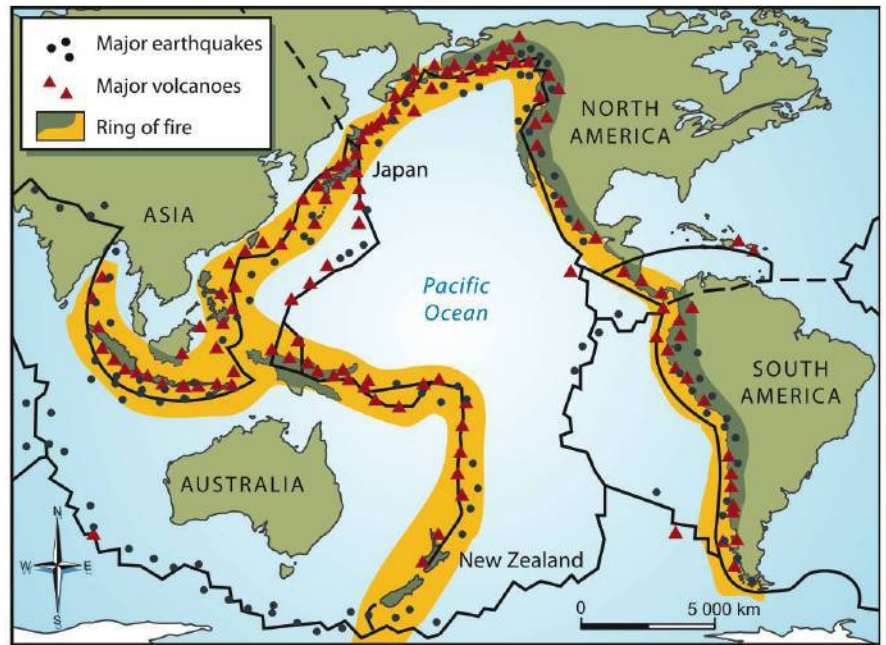 Major earthquakes
Major volcanoes
Ring of fire
NORTH
AMERICA
Japan
ASIA
Pacific
Ocean
SOUTH
AMERICA
AUSTRALIA
N
W
E
S
New Zealand
0
5 000 km